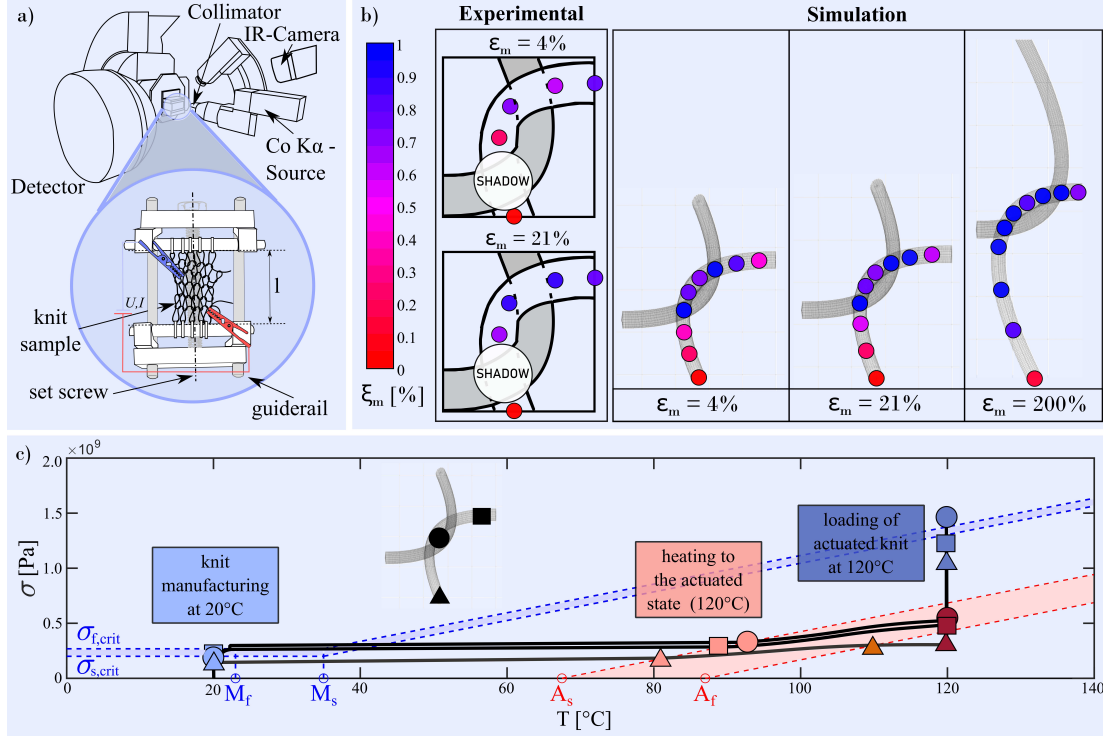 a)
Collimator
IR-Camera
Co Kα -
Source
Detector
U,I
l
knit
sample
set screw
guiderail
b)
Experimental
Simulation
1
0.9
0.8
0.7
0.6
0.5
0.4
0.3
0.2
0.1
0
ξm [%]
εm = 4%
SHADOW
εm = 21%
SHADOW
εm = 4%
εm = 21%
εm = 200%
c)
×10⁹
2.0
1.5
1.0
0.5
0
σ [Pa]
σf,crit
σs,crit
knit
manufacturing
at 20°C
heating to
the actuated
state (120°C)
loading of
actuated knit
at 120°C
0
20
40
60
80
100
120
140
Mf
Ms
As
Af
T [°C]